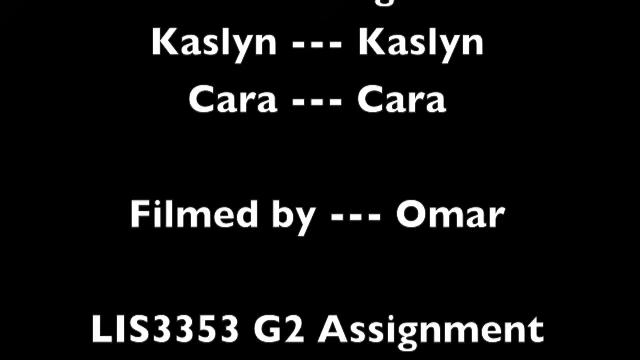 Kaslyn --- Kaslyn
Cara --- Cara
Filmed by --- Omar
LIS3353 G2 Assignment